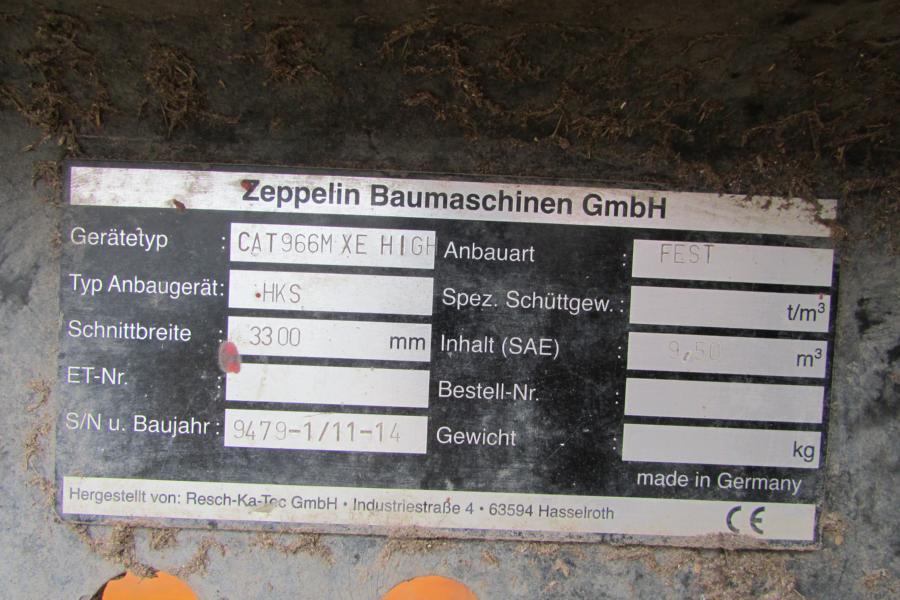 Zeppelin Baumaschinen GmbH
Gerätetyp : CAT966M XE HIGH Anbauart : FEST
Typ Anbaugerät: HKS Spez. Schüttgew. : t/m³
Schnittbreite : 3300 mm Inhalt (SAE) : 9,50 m³
ET-Nr. : Bestell-Nr. :
S/N u. Baujahr : 9479-1/11-14 Gewicht : kg
made in Germany
Hergestellt von: Resch-Ka-Tec GmbH • Industriestraße 4 • 63594 Hasselroth CE